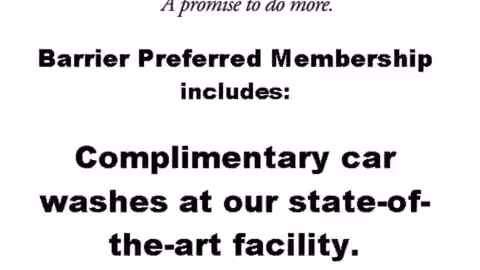 A promise to do more.
Barrier Preferred Membership
includes:
Complimentary car
washes at our state-of-
the-art facility.